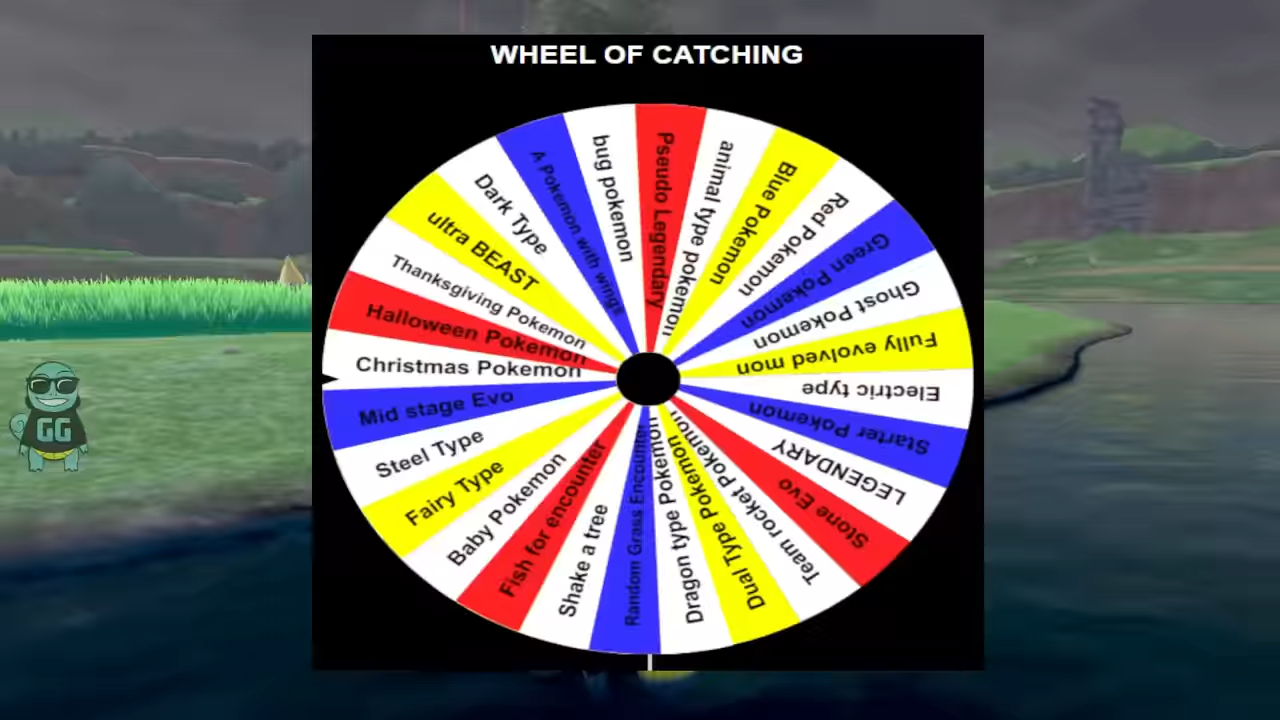 WHEEL OF CATCHING
Pseudo Legendary
animal type pokemon
Blue Pokemon
Red Pokemon
Green Pokemon
Ghost Pokemon
Fully evolved mon
Electric type
Starter Pokemon
LEGENDARY
Stone Evo
Team rocket Pokemon
Dual Type Pokemon
Dragon type Pokemon
Random Grass Encounter
Shake a tree
Fish for encounter
Baby Pokemon
Fairy Type
Steel Type
Mid stage Evo
Christmas Pokemon
Halloween Pokemon
Thanksgiving Pokemon
ultra BEAST
Dark Type
A Pokemon with wings
bug pokemon
GG